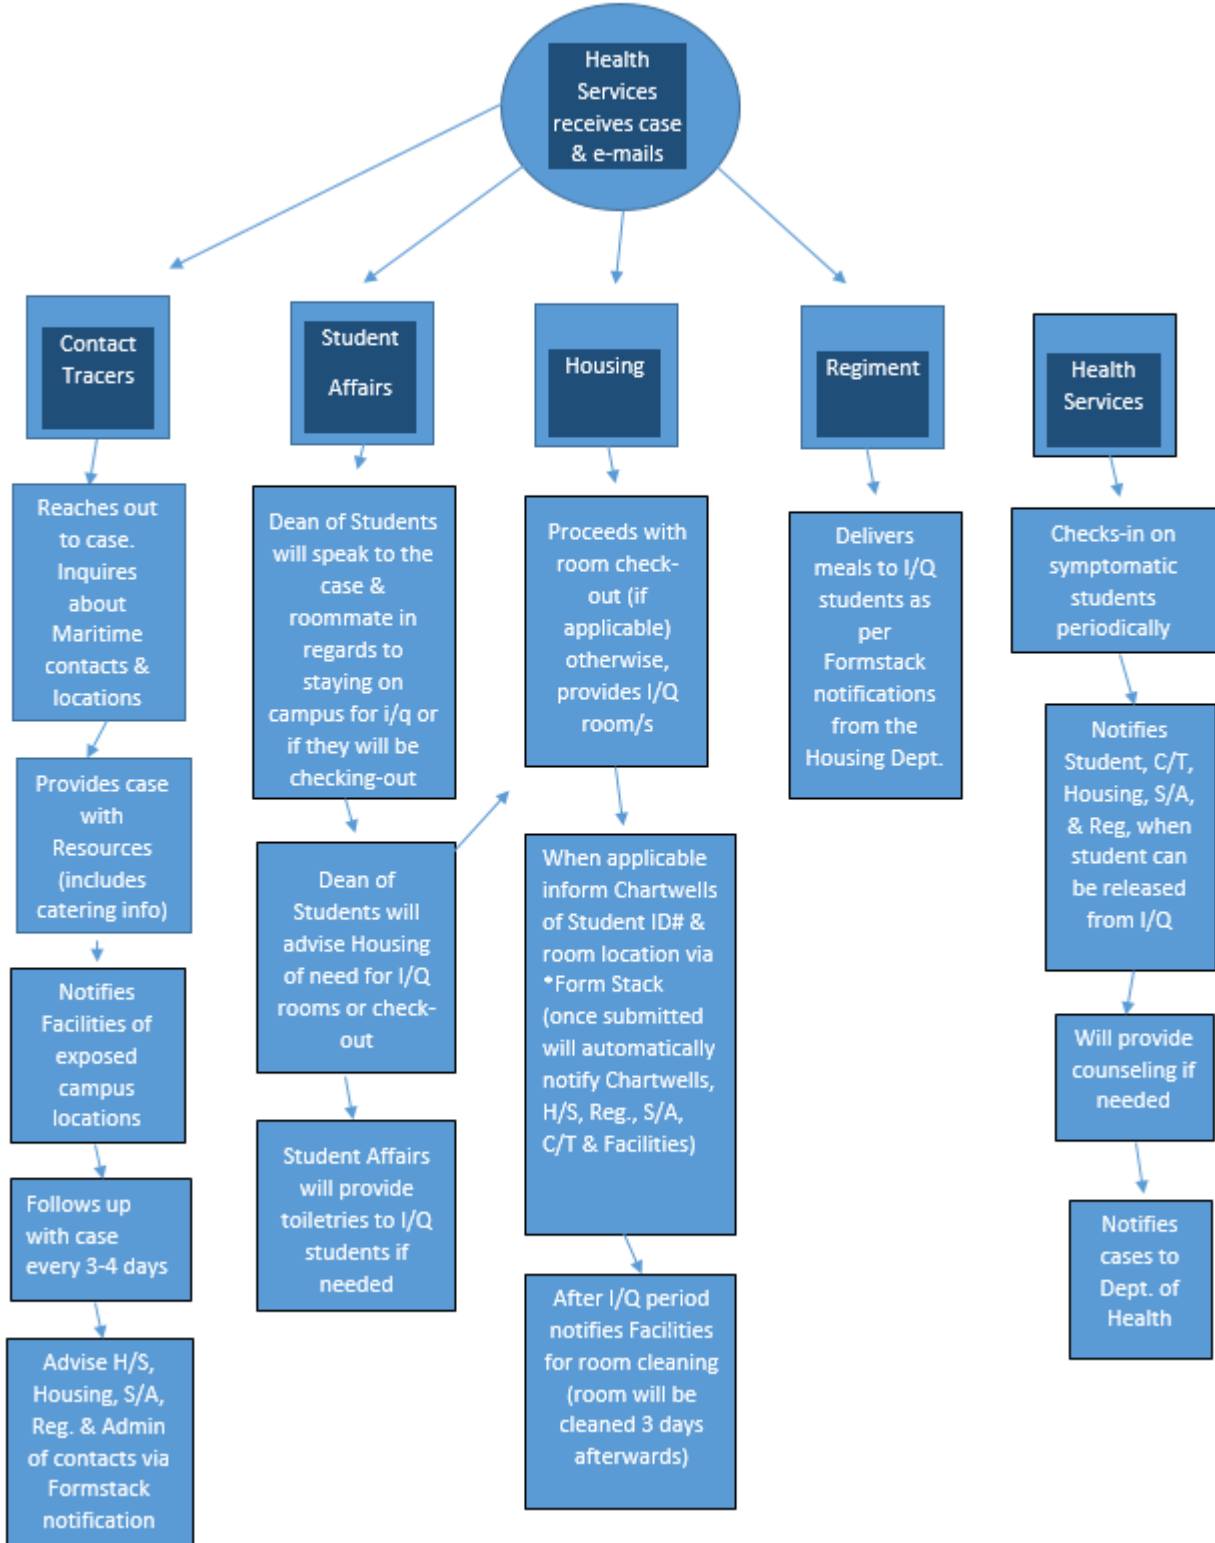 Health
Services
receives case
& e-mails
Contact
Tracers
Reaches out
to case.
Inquires
about
Maritime
contacts &
locations
Provides case
with
Resources
(includes
catering info)
Notifies
Facilities of
exposed
campus
locations
Follows up
with case
every 3-4 days
Advise H/S,
Housing, S/A,
Reg. & Admin
of contacts via
Formstack
notification
Student
Affairs
Dean of Students
will speak to the
case &
roommate in
regards to
staying on
campus for i/q or
if they will be
checking-out
Dean of
Students will
advise Housing
of need for I/Q
rooms or check-
out
Student Affairs
will provide
toiletries to I/Q
students if
needed
Housing
Proceeds with
room check-
out (if
applicable)
otherwise,
provides I/Q
room/s
When applicable
inform Chartwells
of Student ID# &
room location via
*Form Stack
(once submitted
will automatically
notify Chartwells,
H/S, Reg., S/A,
C/T & Facilities)
After I/Q period
notifies Facilities
for room cleaning
(room will be
cleaned 3 days
afterwards)
Regiment
Delivers
meals to I/Q
students as
per
Formstack
notifications
from the
Housing Dept.
Health
Services
Checks-in on
symptomatic
students
periodically
Notifies
Student, C/T,
Housing, S/A,
& Reg, when
student can
be released
from I/Q
Will provide
counseling if
needed
Notifies
cases to
Dept. of
Health